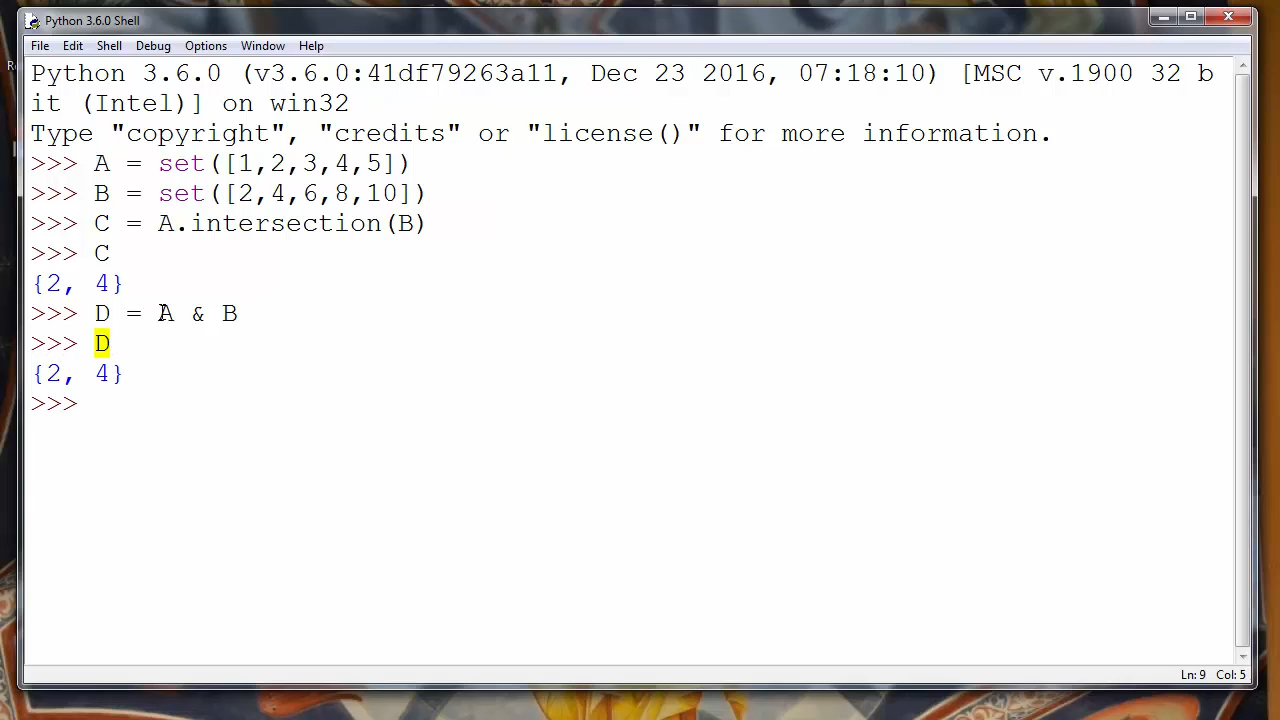 Python 3.6.0 Shell
File Edit Shell Debug Options Window Help
Python 3.6.0 (v3.6.0:41df79263a11, Dec 23 2016, 07:18:10) [MSC v.1900 32 b
it (Intel)] on win32
Type "copyright", "credits" or "license()" for more information.
>>> A = set([1,2,3,4,5])
>>> B = set([2,4,6,8,10])
>>> C = A.intersection(B)
>>> C
{2, 4}
>>> D = A & B
>>> D
{2, 4}
>>>
Ln: 9 Col: 5